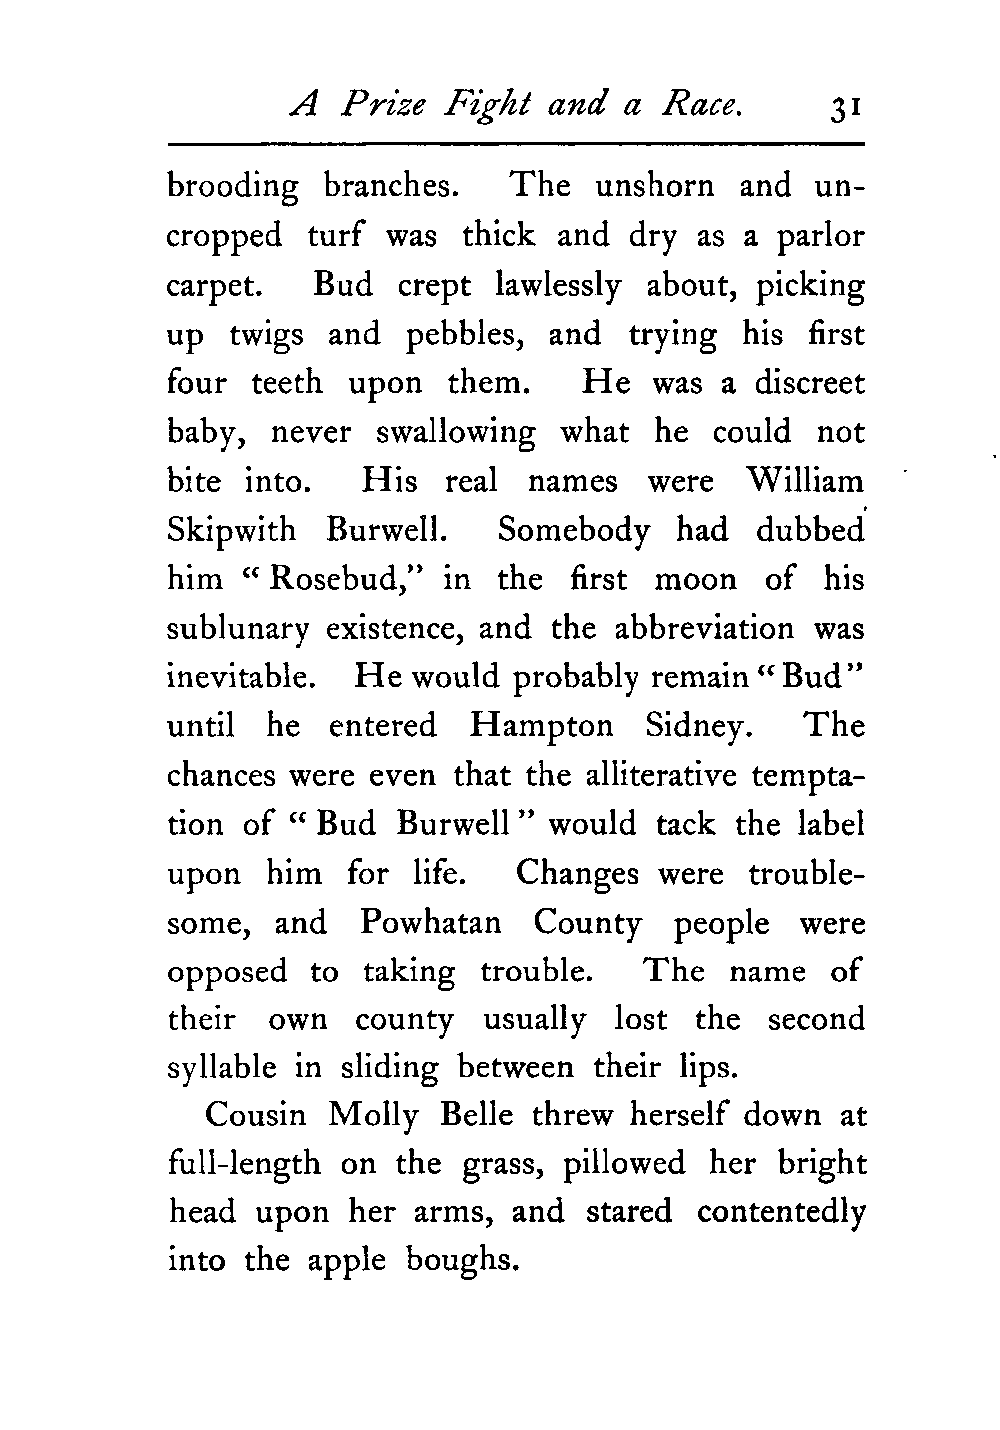 A Prize Fight and a Race. 31
brooding branches. The unshorn and un-
cropped turf was thick and dry as a parlor
carpet. Bud crept lawlessly about, picking
up twigs and pebbles, and trying his first
four teeth upon them. He was a discreet
baby, never swallowing what he could not
bite into. His real names were William
Skipwith Burwell. Somebody had dubbed
him “ Rosebud,” in the first moon of his
sublunary existence, and the abbreviation was
inevitable. He would probably remain “ Bud ”
until he entered Hampton Sidney. The
chances were even that the alliterative tempta-
tion of “ Bud Burwell ” would tack the label
upon him for life. Changes were trouble-
some, and Powhatan County people were
opposed to taking trouble. The name of
their own county usually lost the second
syllable in sliding between their lips.
Cousin Molly Belle threw herself down at
full-length on the grass, pillowed her bright
head upon her arms, and stared contentedly
into the apple boughs.